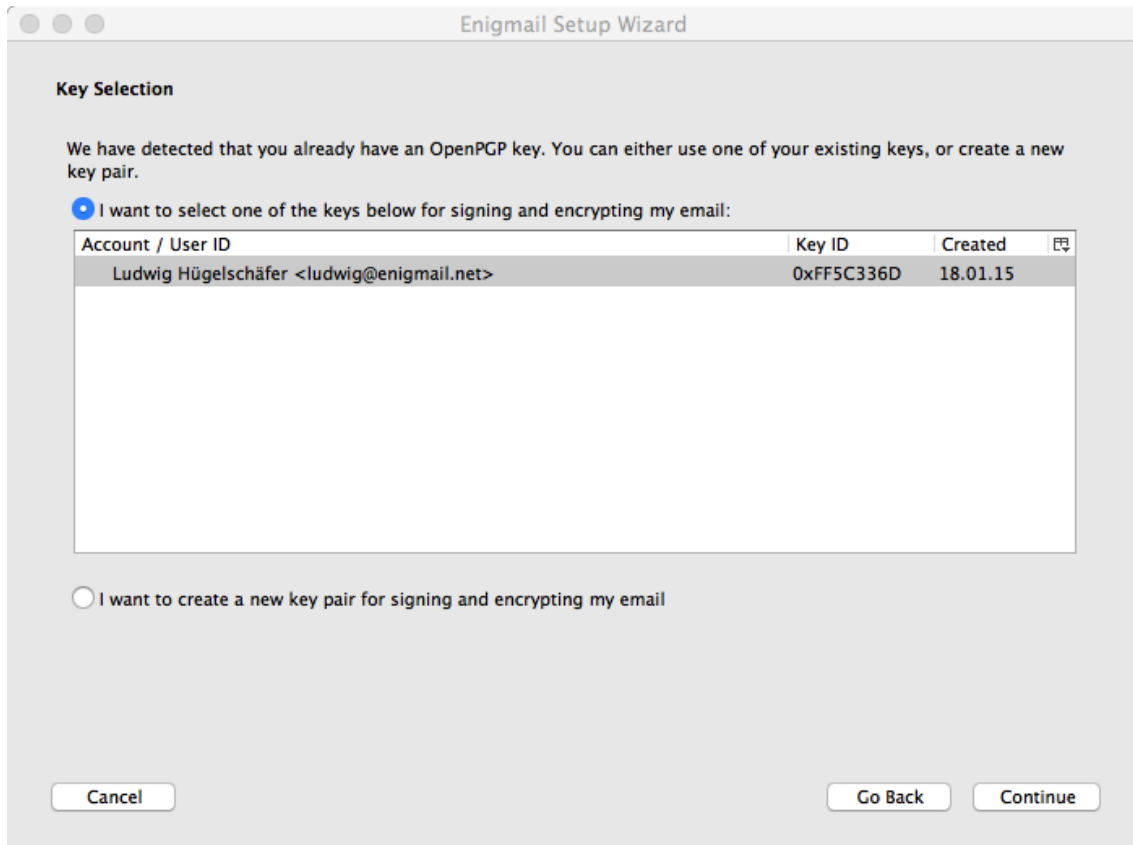 Enigmail Setup Wizard
Key Selection
We have detected that you already have an OpenPGP key. You can either use one of your existing keys, or create a new
key pair.
I want to select one of the keys below for signing and encrypting my email:
Account / User ID Key ID Created
Ludwig Hügelschäfer <ludwig@enigmail.net> 0xFF5C336D 18.01.15
I want to create a new key pair for signing and encrypting my email
Cancel Go Back Continue